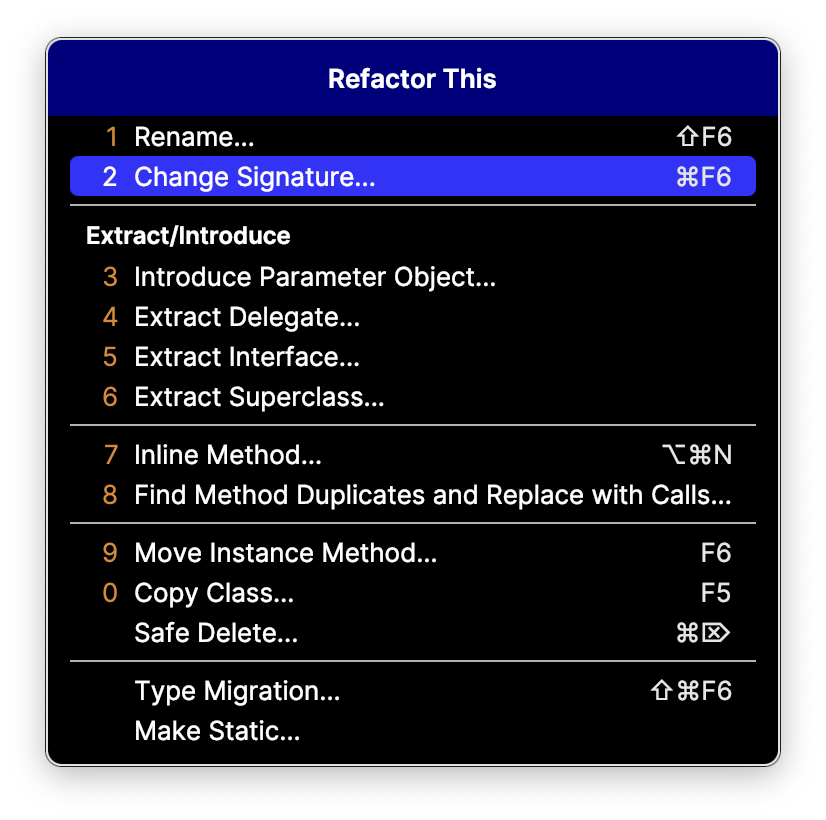 Refactor This
1 Rename... ⇧F6
2 Change Signature... ⌘F6
Extract/Introduce
3 Introduce Parameter Object...
4 Extract Delegate...
5 Extract Interface...
6 Extract Superclass...
7 Inline Method... ⌥⌘N
8 Find Method Duplicates and Replace with Calls...
9 Move Instance Method... F6
0 Copy Class... F5
Safe Delete... ⌘⌦
Type Migration... ⇧⌘F6
Make Static...